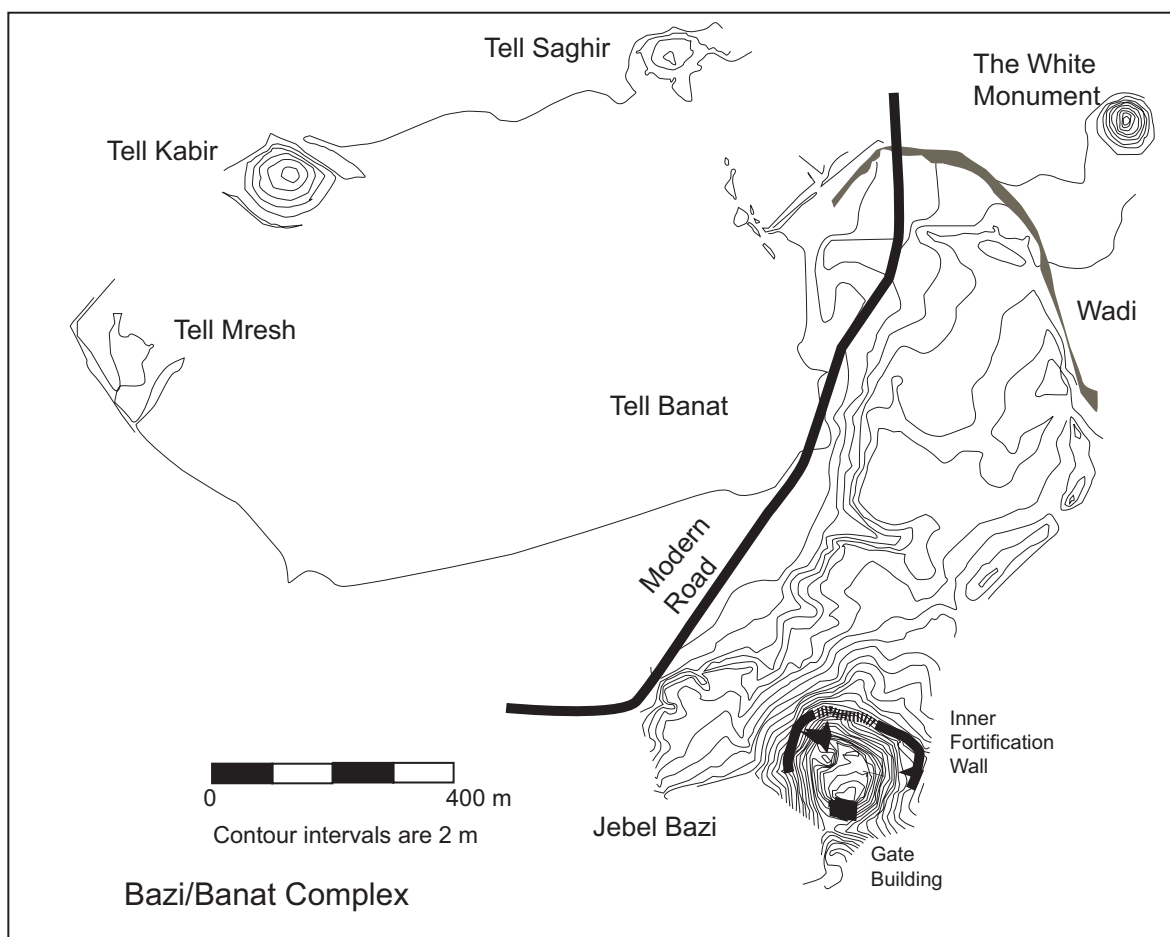 Tell Saghir
The White
Monument
Tell Kabir
Wadi
Tell Mresh
Tell Banat
Modern
Road
Inner
Fortification
Wall
0
400 m
Contour intervals are 2 m
Jebel Bazi
Gate
Building
Bazi/Banat Complex